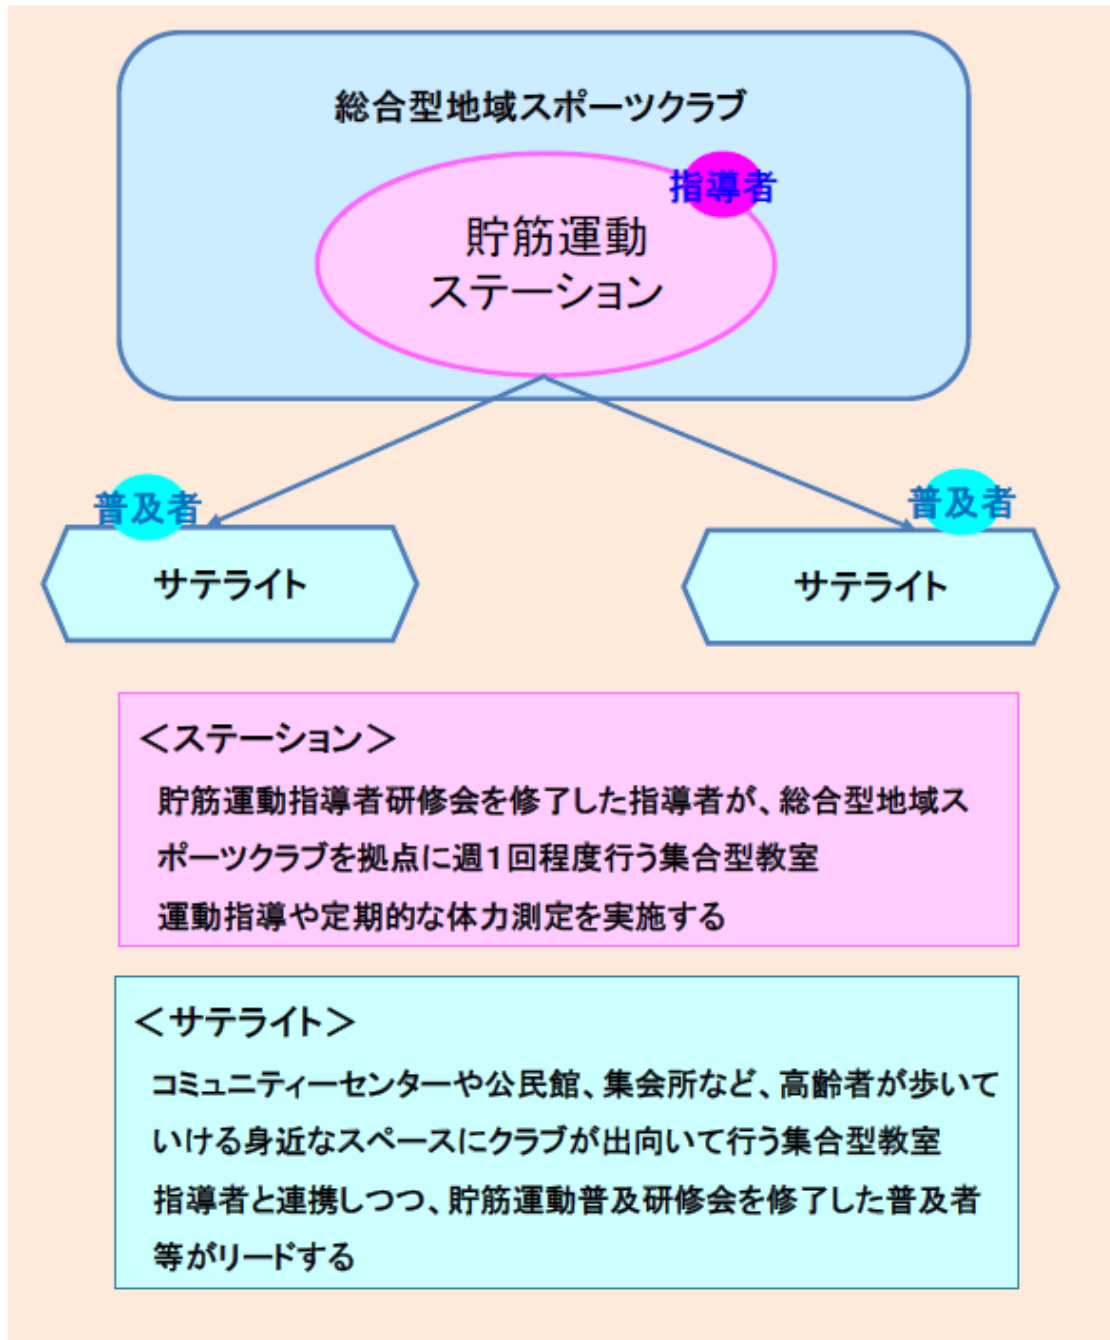 総合型地域スポーツクラブ
指導者
貯筋運動
ステーション
普及者
普及者
サテライト
サテライト
＜ステーション＞
貯筋運動指導者研修会を修了した指導者が、総合型地域ス
ポーツクラブを拠点に週１回程度行う集合型教室
運動指導や定期的な体力測定を実施する
＜サテライト＞
コミュニティーセンターや公民館、集会所など、高齢者が歩いて
いける身近なスペースにクラブが出向いて行う集合型教室
指導者と連携しつつ、貯筋運動普及研修会を修了した普及者
等がリードする